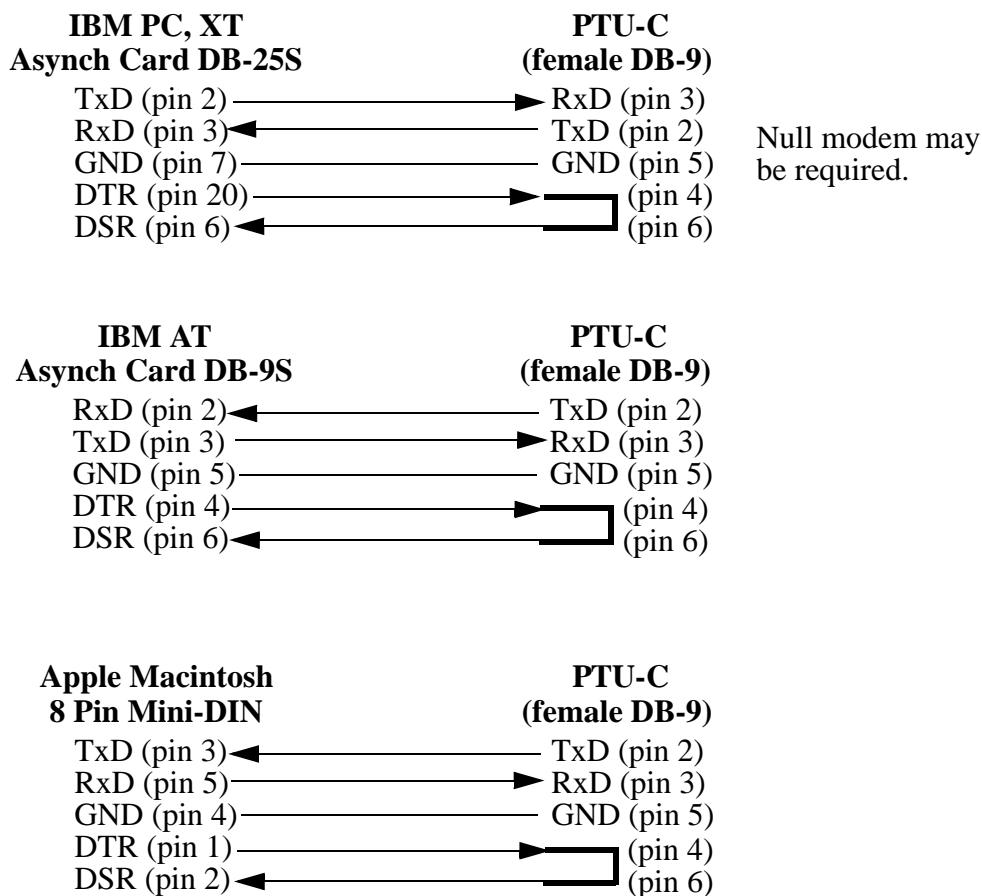 IBM PC, XT PTU-C
Asynch Card DB-25S (female DB-9)
TxD (pin 2) RxD (pin 3)
RxD (pin 3) TxD (pin 2)
GND (pin 7) GND (pin 5)
DTR (pin 20) (pin 4)
DSR (pin 6) (pin 6)
Null modem may
be required.
IBM AT PTU-C
Asynch Card DB-9S (female DB-9)
RxD (pin 2) TxD (pin 2)
TxD (pin 3) RxD (pin 3)
GND (pin 5) GND (pin 5)
DTR (pin 4) (pin 4)
DSR (pin 6) (pin 6)
Apple Macintosh PTU-C
8 Pin Mini-DIN (female DB-9)
TxD (pin 3) TxD (pin 2)
RxD (pin 5) RxD (pin 3)
GND (pin 4) GND (pin 5)
DTR (pin 1) (pin 4)
DSR (pin 2) (pin 6)